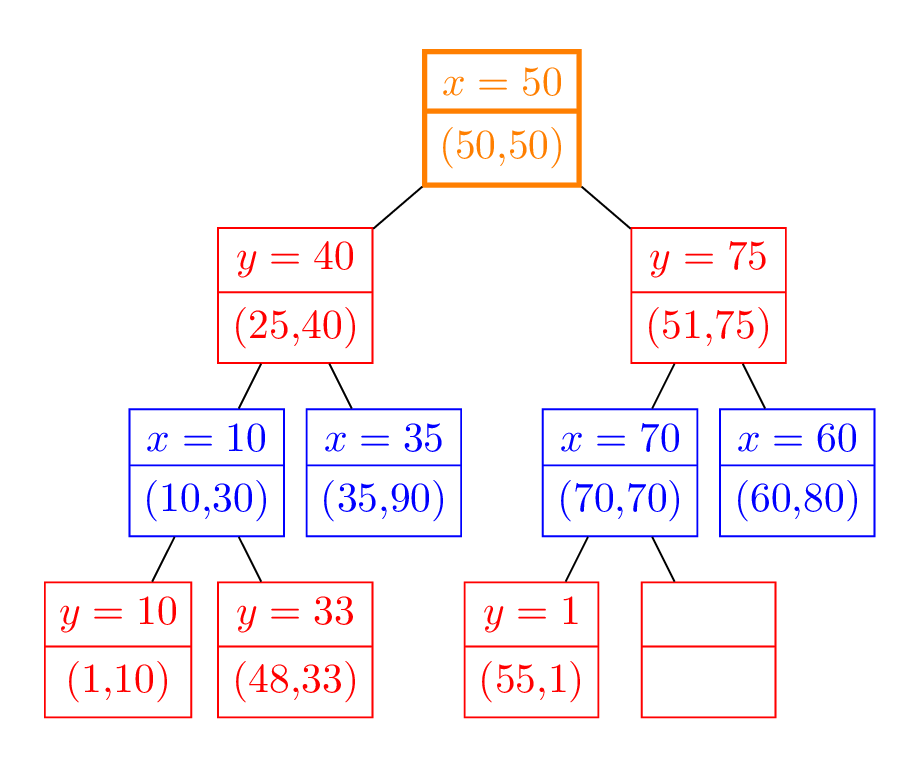 x = 50
(50,50)
y = 40
(25,40)
y = 75
(51,75)
x = 10
(10,30)
x = 35
(35,90)
x = 70
(70,70)
x = 60
(60,80)
y = 10
(1,10)
y = 33
(48,33)
y = 1
(55,1)